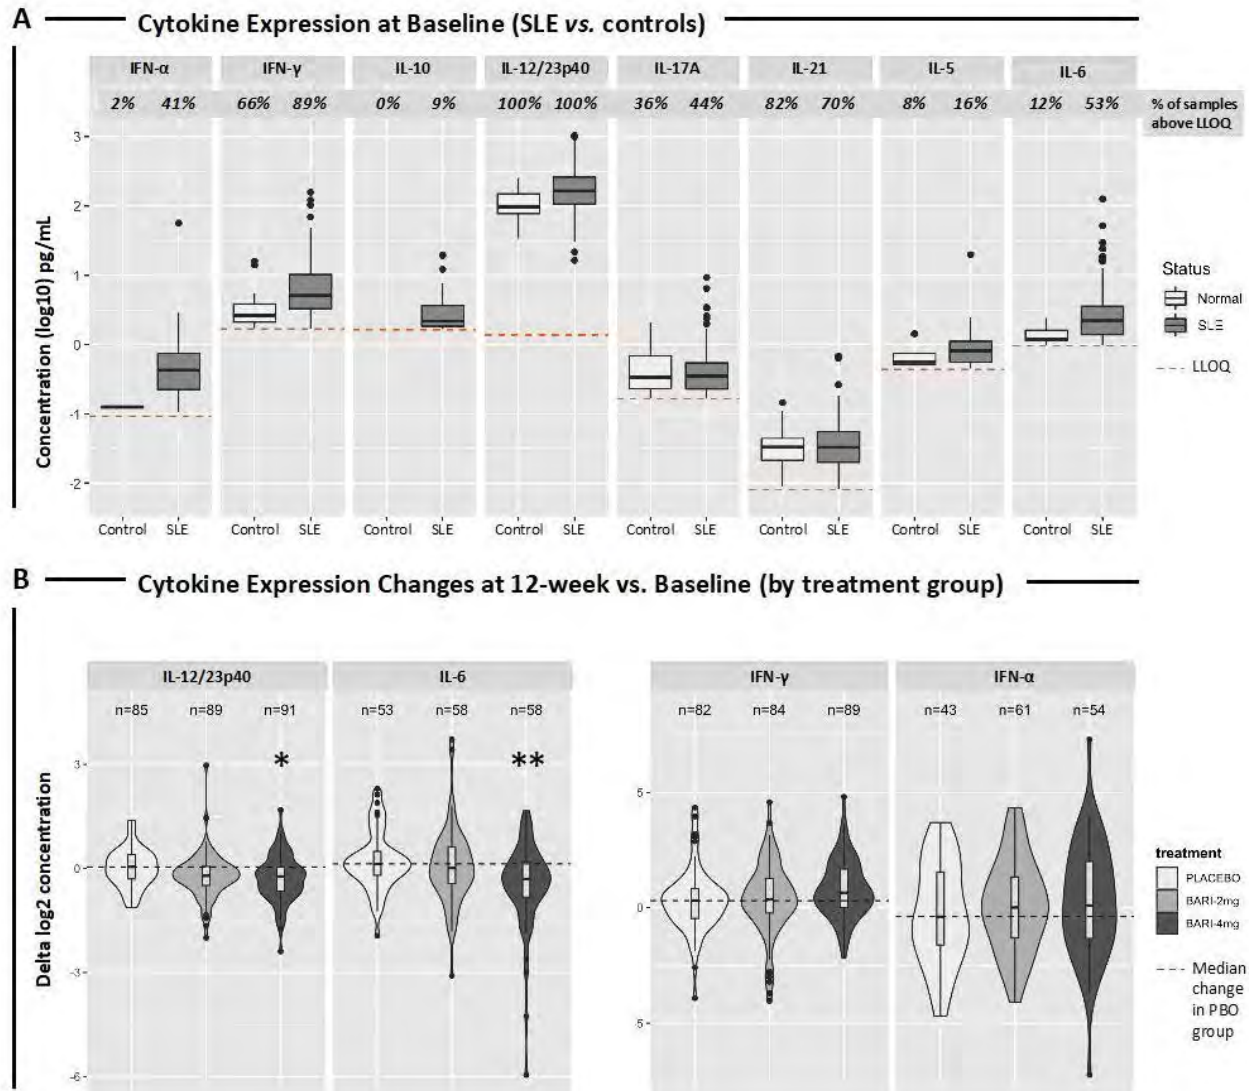 A
Cytokine Expression at Baseline (SLE vs. controls)
IFN-α IFN-γ IL-10 IL-12/23p40 IL-17A IL-21 IL-5 IL-6
2% 41% 66% 89% 0% 9% 100% 100% 36% 44% 82% 70% 8% 16% 12% 53%
% of samples
above LLOQ
Concentration (log10) pg/mL
3
2
1
0
-1
-2
Control SLE Control SLE Control SLE Control SLE Control SLE Control SLE Control SLE Control SLE
Status
Normal
SLE
LLOQ
B
Cytokine Expression Changes at 12-week vs. Baseline (by treatment group)
IL-12/23p40 IL-6 IFN-γ IFN-α
n=85 n=89 n=91 n=53 n=58 n=58 n=82 n=84 n=89 n=43 n=61 n=54
* **
Delta log2 concentration
3
0
-3
-6
5
0
5
treatment
PLACEBO
BARI-2mg
BARI-4mg
Median
change
in PBO
group